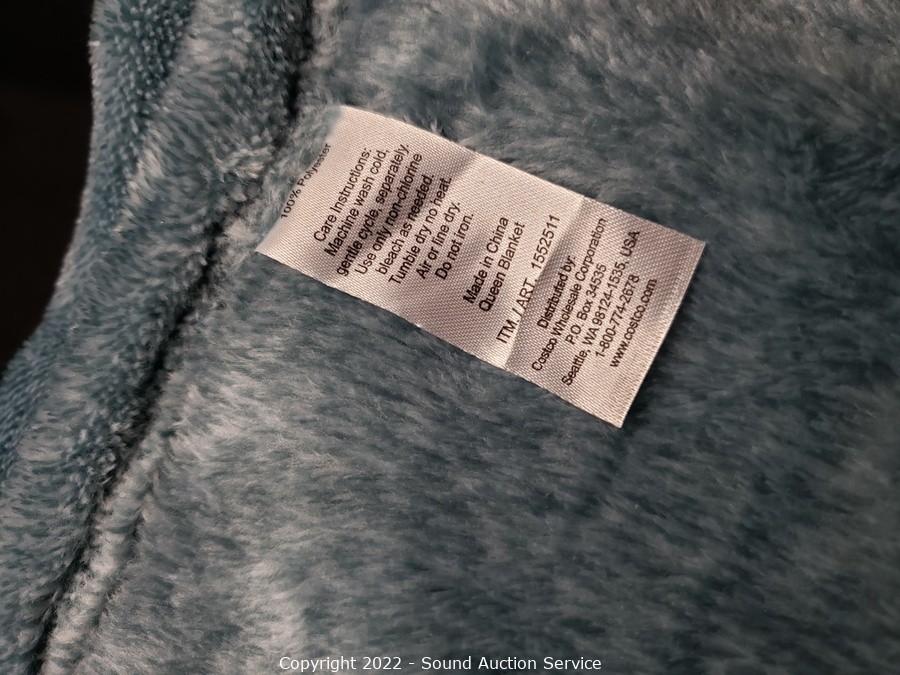 100% Polyester
Care Instructions:
Machine wash cold,
gentle cycle, separately.
Use only non-chlorine
bleach as needed.
Tumble dry no heat
Air or line dry.
Do not iron.
Made in China
Queen Blanket
ITM. / ART. 1552511
Distributed by:
Costco Wholesale Corporation
P.O. Box 34535
Seattle, WA 98124-1535, USA
1-800-774-2678
www.costco.com
Copyright 2022 - Sound Auction Service